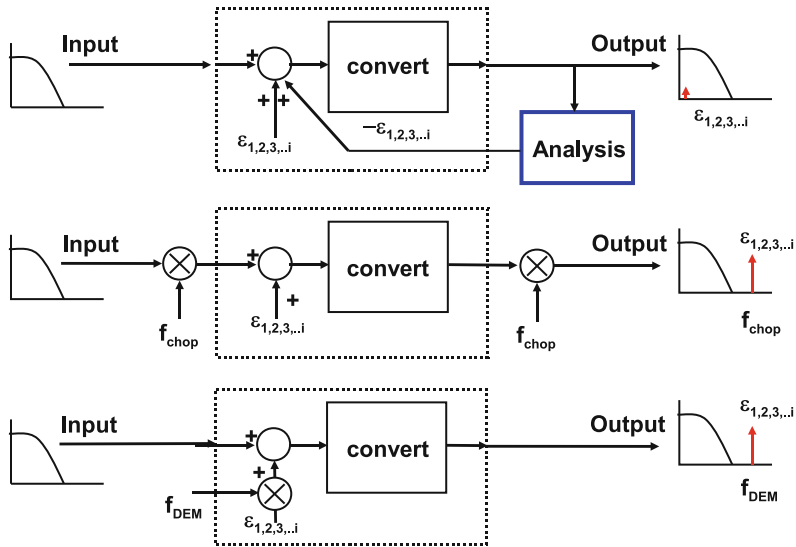 Input
+
convert
Output
+ +
ε1,2,3,..i
−ε1,2,3,..i
Analysis
ε1,2,3,..i
Input
+
convert
Output
ε1,2,3,..i
+
fchop
ε1,2,3,..i
fchop
fchop
Input
+
convert
Output
ε1,2,3,..i
+
fDEM
ε1,2,3,..i
fDEM